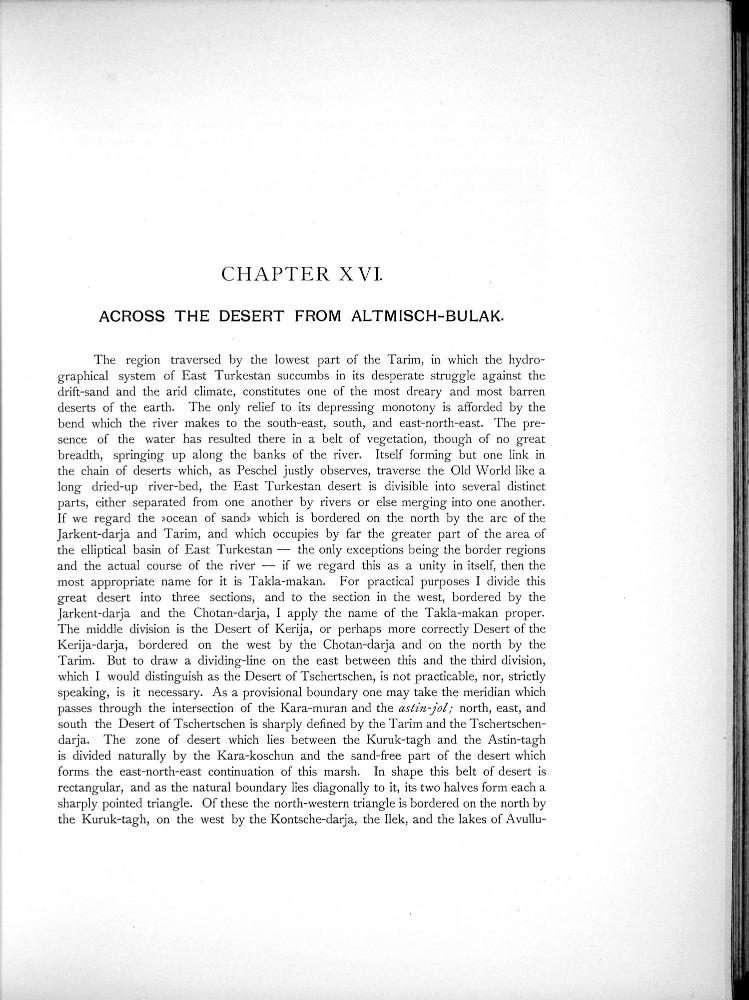 CHAPTER XVI.
ACROSS THE DESERT FROM ALTMISCH-BULAK.
The region traversed by the lowest part of the Tarim, in which the hydro-
graphical system of East Turkestan succumbs in its desperate struggle against the
drift-sand and the arid climate, constitutes one of the most dreary and most barren
deserts of the earth. The only relief to its depressing monotony is afforded by the
bend which the river makes to the south-east, south, and east-north-east. The pre-
sence of the water has resulted there in a belt of vegetation, though of no great
breadth, springing up along the banks of the river. Itself forming but one link in
the chain of deserts which, as Peschel justly observes, traverse the Old World like a
long dried-up river-bed, the East Turkestan desert is divisible into several distinct
parts, either separated from one another by rivers or else merging into one another.
If we regard the »ocean of sand» which is bordered on the north by the arc of the
Jarkent-darja and Tarim, and which occupies by far the greater part of the area of
the elliptical basin of East Turkestan — the only exceptions being the border regions
and the actual course of the river — if we regard this as a unity in itself, then the
most appropriate name for it is Takla-makan. For practical purposes I divide this
great desert into three sections, and to the section in the west, bordered by the
Jarkent-darja and the Chotan-darja, I apply the name of the Takla-makan proper.
The middle division is the Desert of Kerija, or perhaps more correctly Desert of the
Kerija-darja, bordered on the west by the Chotan-darja and on the north by the
Tarim. But to draw a dividing-line on the east between this and the third division,
which I would distinguish as the Desert of Tschertschen, is not practicable, nor, strictly
speaking, is it necessary. As a provisional boundary one may take the meridian which
passes through the intersection of the Kara-muran and the astin-jol; north, east, and
south the Desert of Tschertschen is sharply defined by the Tarim and the Tschertschen-
darja. The zone of desert which lies between the Kuruk-tagh and the Astin-tagh
is divided naturally by the Kara-koschun and the sand-free part of the desert which
forms the east-north-east continuation of this marsh. In shape this belt of desert is
rectangular, and as the natural boundary lies diagonally to it, its two halves form each a
sharply pointed triangle. Of these the north-western triangle is bordered on the north by
the Kuruk-tagh, on the west by the Kontsche-darja, the Ilek, and the lakes of Avullu-